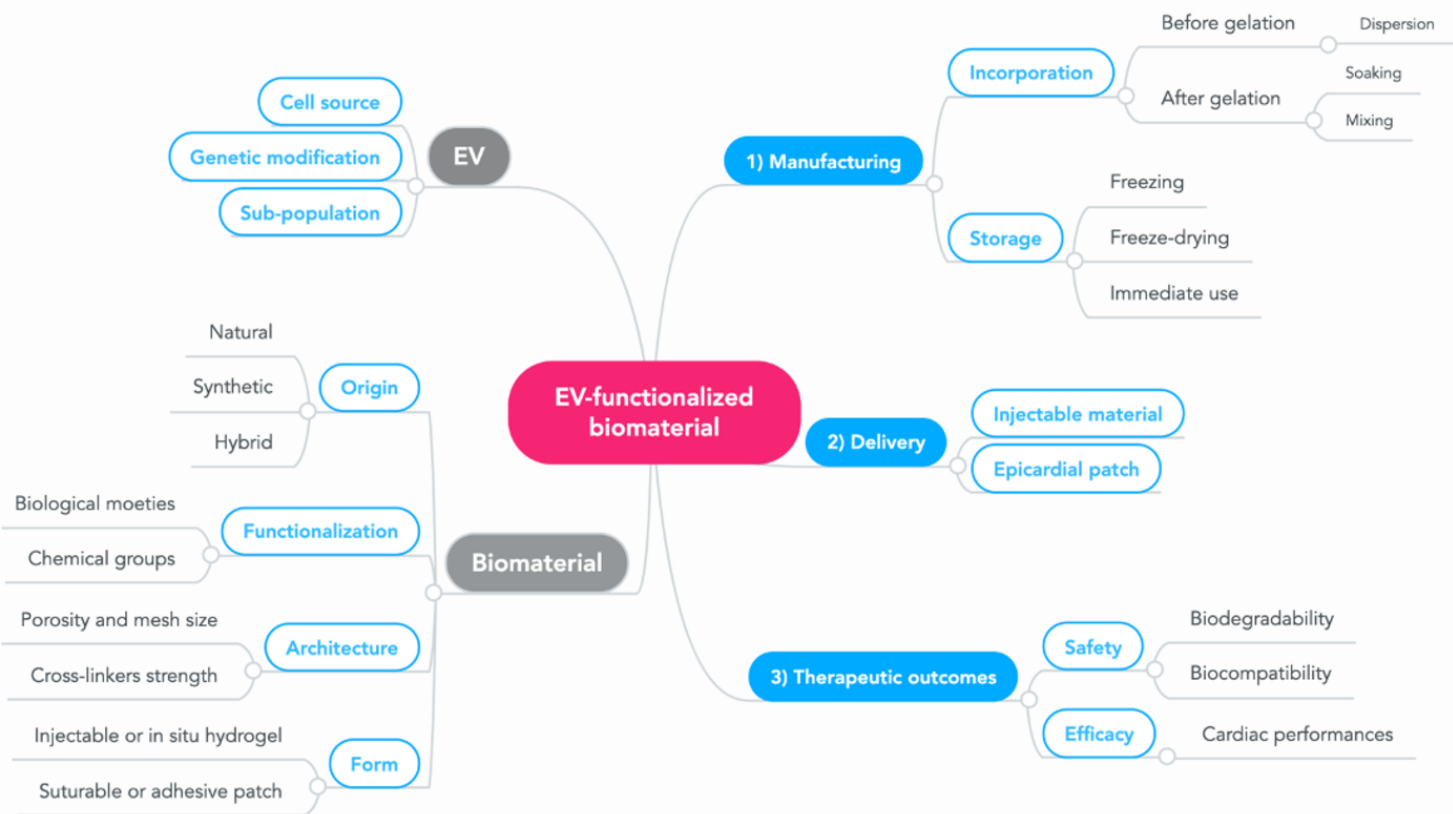 EV-functionalized
biomaterial
EV
Cell source
Genetic modification
Sub-population
Biomaterial
Origin
Natural
Synthetic
Hybrid
Functionalization
Biological moeties
Chemical groups
Architecture
Porosity and mesh size
Cross-linkers strength
Form
Injectable or in situ hydrogel
Suturable or adhesive patch
1) Manufacturing
Incorporation
Before gelation
Dispersion
After gelation
Soaking
Mixing
Storage
Freezing
Freeze-drying
Immediate use
2) Delivery
Injectable material
Epicardial patch
3) Therapeutic outcomes
Safety
Biodegradability
Biocompatibility
Efficacy
Cardiac performances